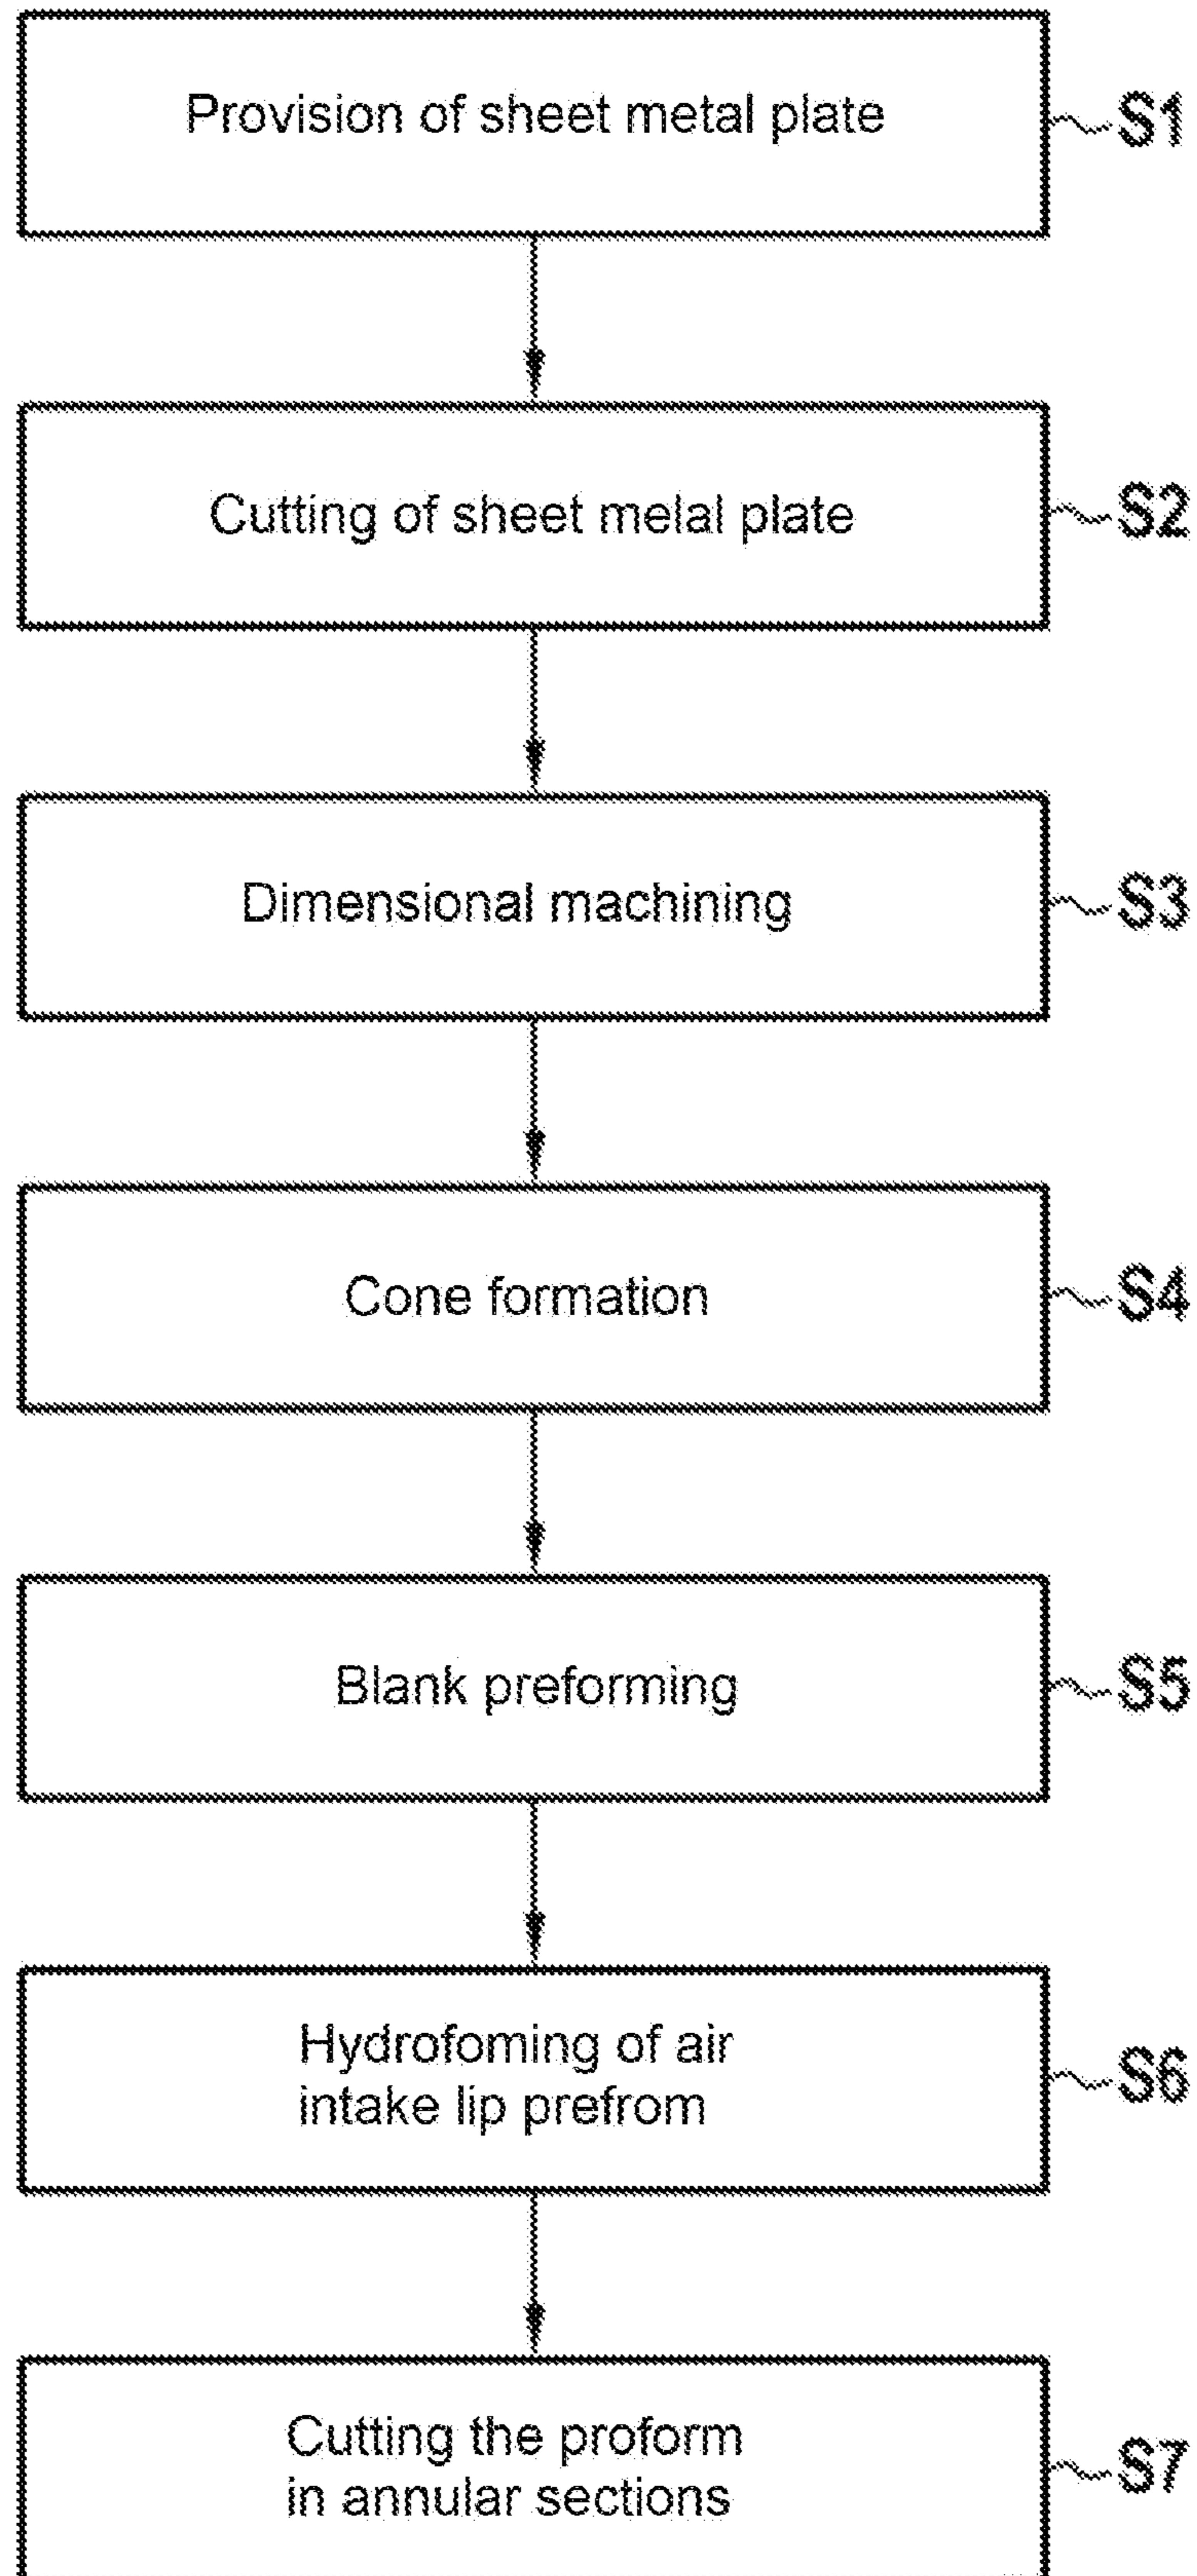 Provision of sheet metal plate
S1
Cutting of sheet melal plate
S2
Dimensional machining
S3
Cone formation
S4
Blank preforming
S5
Hydrofoming of air
intake lip prefrom
S6
Cutting the proform
in annular sections
S7